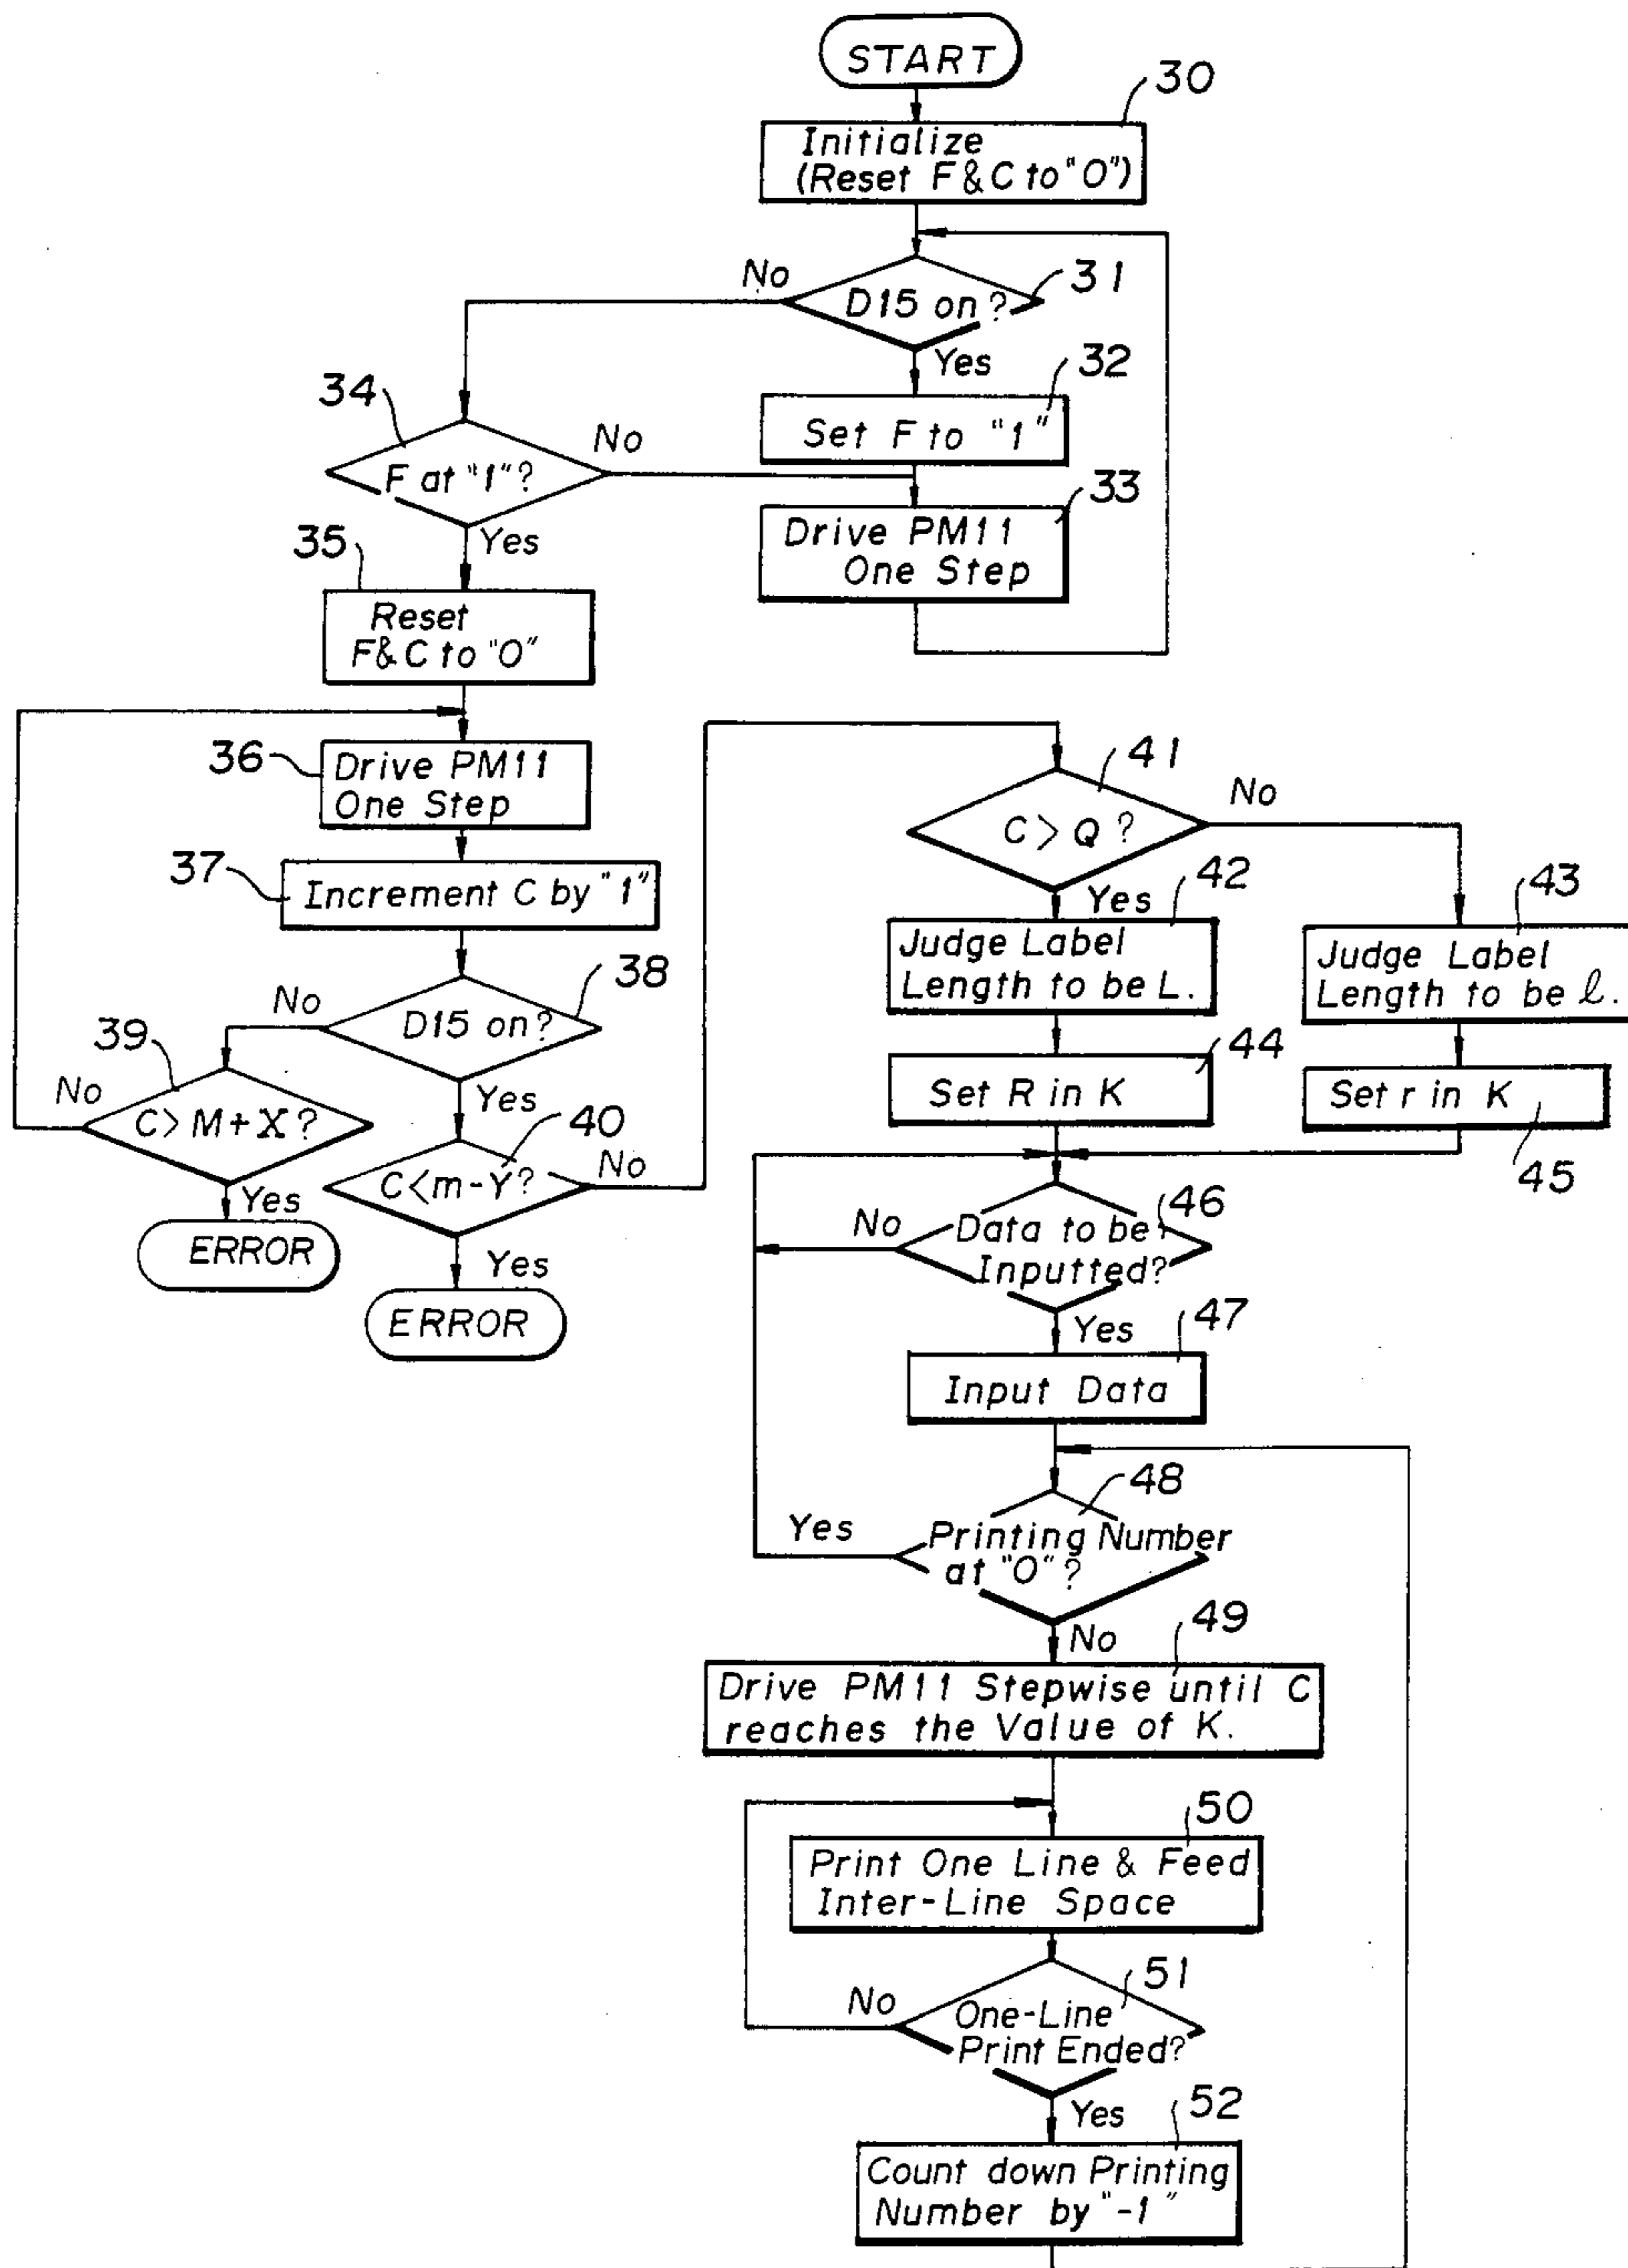 START
30
Initialize
(Reset F & C to "0")
31
D15 on?
No
Yes
32
Set F to "1"
33
Drive PM11
One Step
34
F at "1"?
No
Yes
35
Reset
F&C to "0"
36
Drive PM11
One Step
37
Increment C by "1"
38
D15 on?
No
Yes
39
C > M + X ?
No
Yes
ERROR
40
C < m - Y ?
No
Yes
ERROR
41
C > Q ?
No
Yes
42
Judge Label
Length to be L.
43
Judge Label
Length to be ℓ.
44
Set R in K
Set r in K
45
46
Data to be
Inputted?
No
Yes
47
Input Data
48
Printing Number
at "0"?
Yes
No
49
Drive PM11 Stepwise until C
reaches the Value of K.
50
Print One Line & Feed
Inter-Line Space
51
One-Line
Print Ended?
No
Yes
52
Count down Printing
Number by "-1"